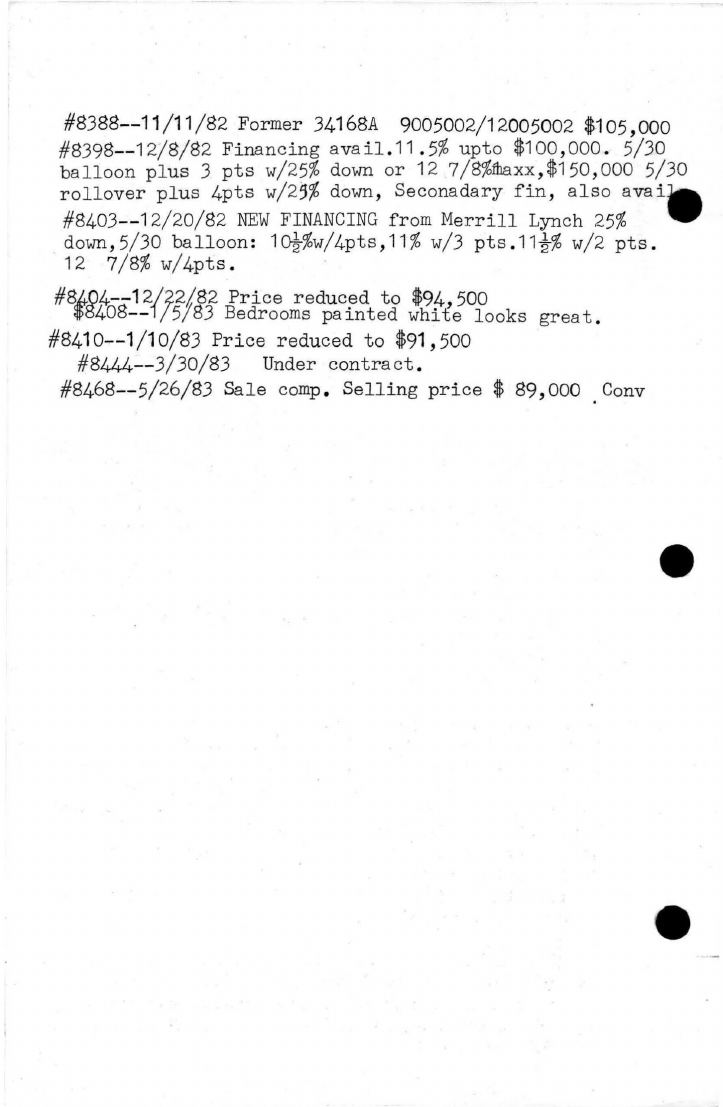 #8388--11/11/82 Former 34168A 9005002/12005002 $105,000
#8398--12/8/82 Financing avail.11.5% upto $100,000. 5/30
balloon plus 3 pts w/25% down or 12 7/8%maxx,$150,000 5/30
rollover plus 4pts w/25% down, Seconadary fin, also avail
#8403--12/20/82 NEW FINANCING from Merrill Lynch 25%
down,5/30 balloon: 10½%w/4pts,11% w/3 pts.11½% w/2 pts.
12 7/8% w/4pts.
#8404--12/22/82 Price reduced to $94,500
$8408--1/5/83 Bedrooms painted white looks great.
#8410--1/10/83 Price reduced to $91,500
#8444--3/30/83 Under contract.
#8468--5/26/83 Sale comp. Selling price $ 89,000 Conv